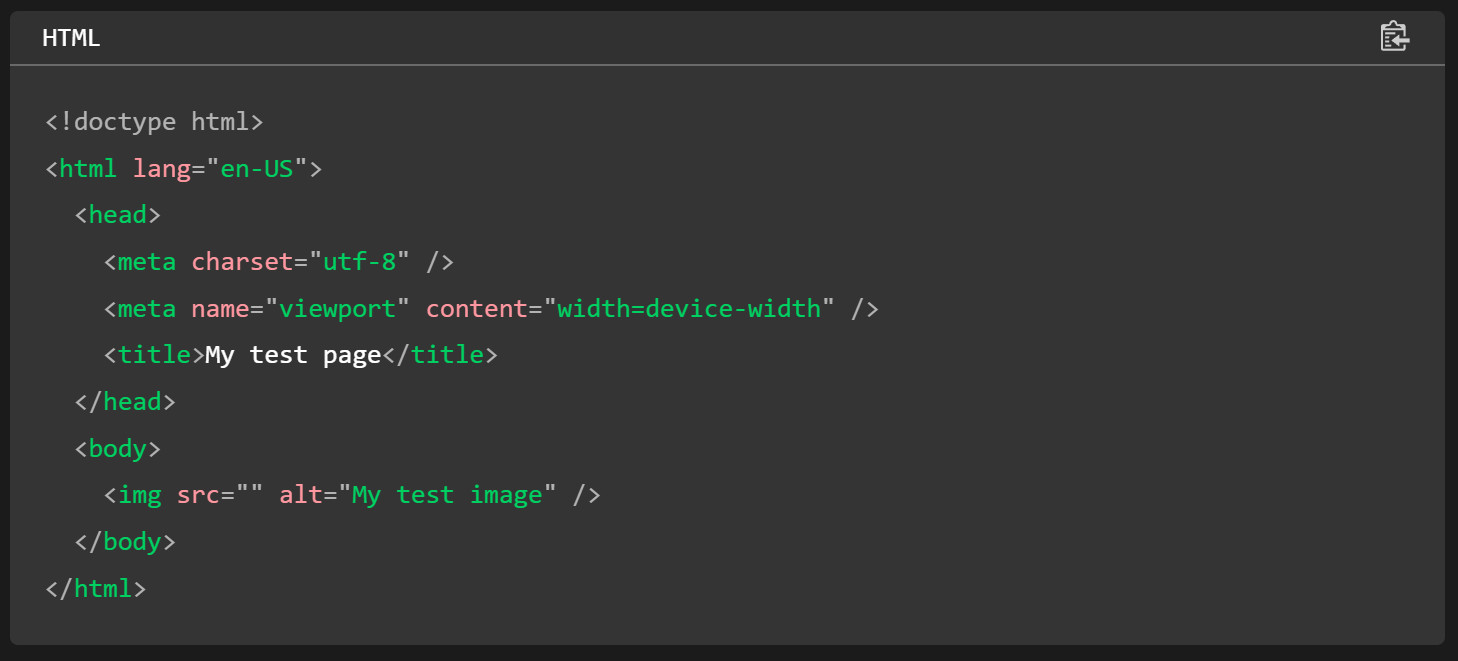 HTML
<!doctype html>
<html lang="en-US">
  <head>
    <meta charset="utf-8" />
    <meta name="viewport" content="width=device-width" />
    <title>My test page</title>
  </head>
  <body>
    <img src="" alt="My test image" />
  </body>
</html>